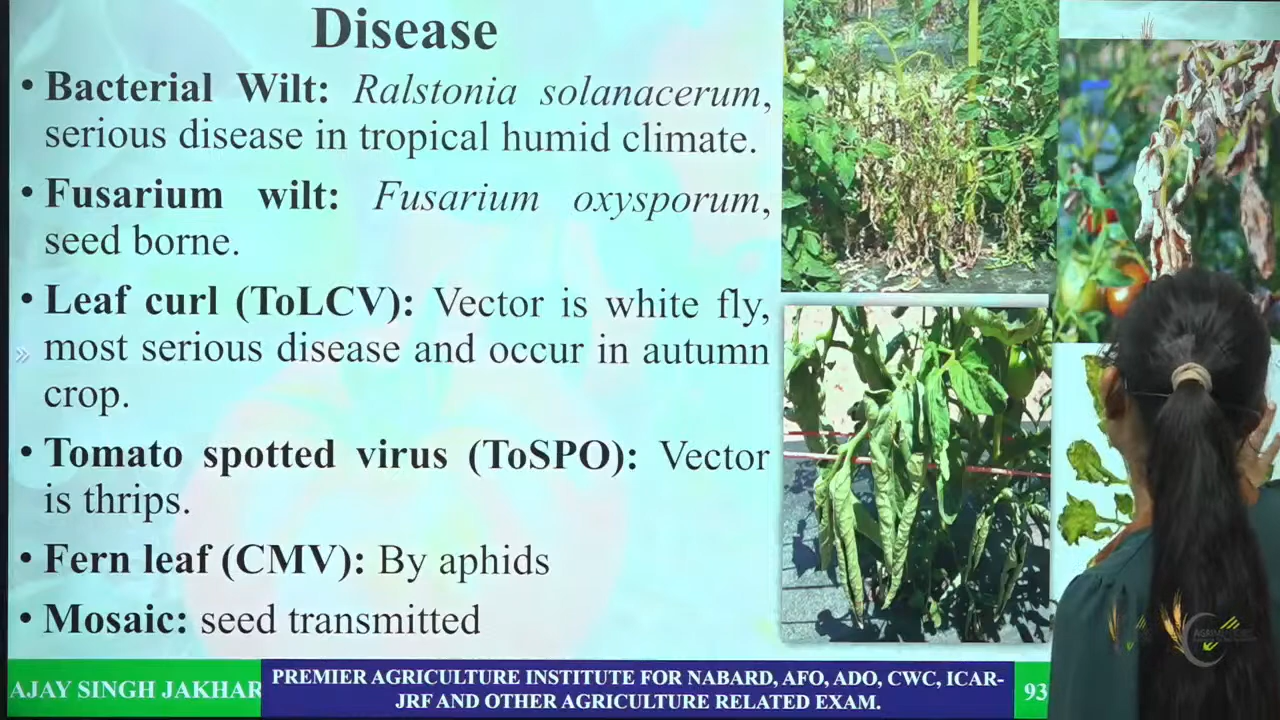 Disease
• Bacterial Wilt: Ralstonia solanacerum,
serious disease in tropical humid climate.
• Fusarium wilt: Fusarium oxysporum,
seed borne.
• Leaf curl (ToLCV): Vector is white fly,
most serious disease and occur in autumn
crop.
• Tomato spotted virus (ToSPO): Vector
is thrips.
• Fern leaf (CMV): By aphids
• Mosaic: seed transmitted
AJAY SINGH JAKHAR
PREMIER AGRICULTURE INSTITUTE FOR NABARD, AFO, ADO, CWC, ICAR-
JRF AND OTHER AGRICULTURE RELATED EXAM.
93